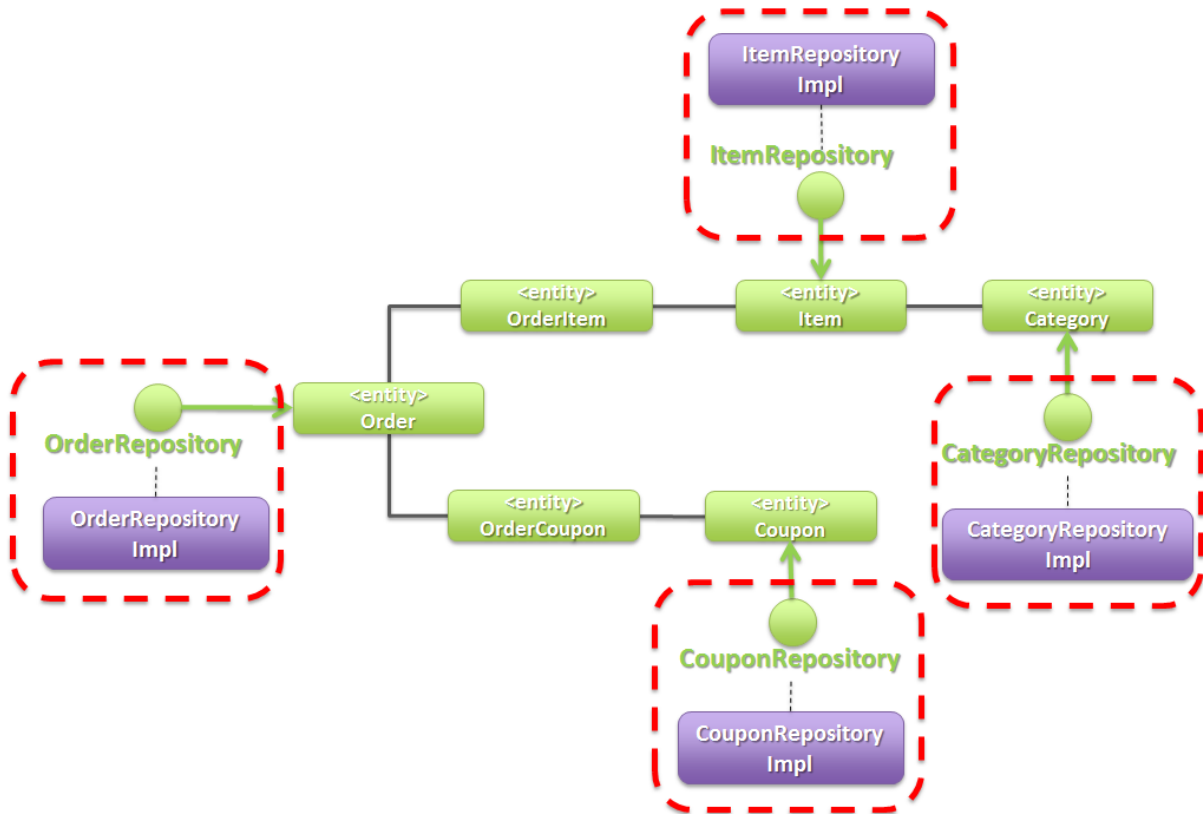 ItemRepository
Impl
ItemRepository
<entity>
OrderItem
<entity>
Item
<entity>
Category
<entity>
Order
OrderRepository
OrderRepository
Impl
CategoryRepository
CategoryRepository
Impl
<entity>
OrderCoupon
<entity>
Coupon
CouponRepository
CouponRepository
Impl